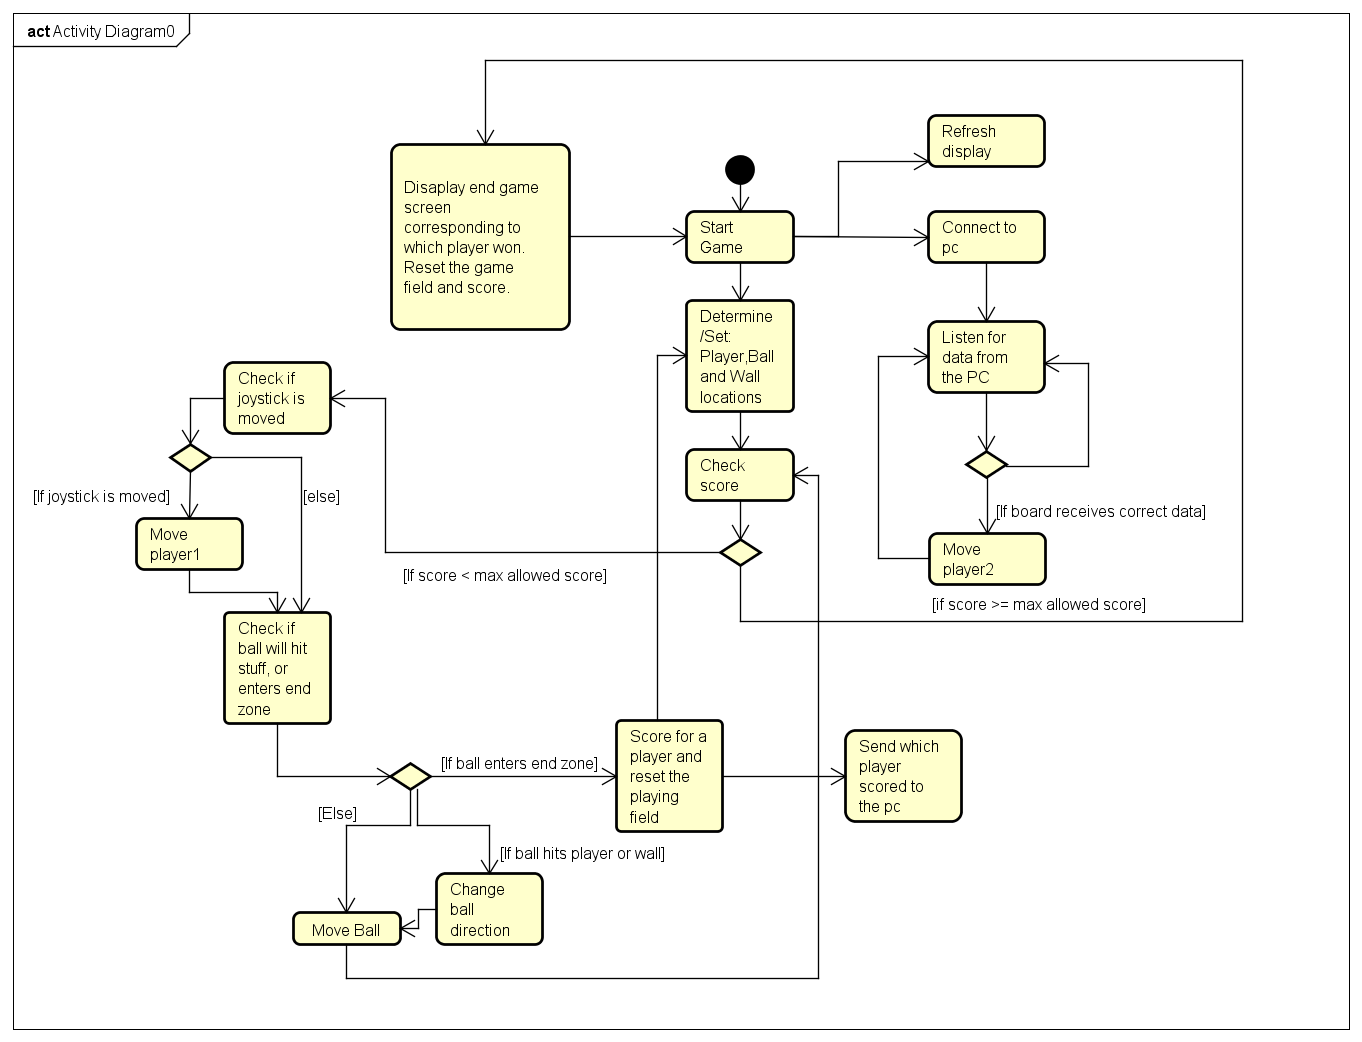 act Activity Diagram0
Refresh
display
Disaplay end game
screen
corresponding to
which player won.
Reset the game
field and score.
Start
Game
Connect to
pc
Determine
/Set:
Player,Ball
and Wall
locations
Listen for
data from
the PC
Check if
joystick is
moved
Check
score
[If joystick is moved]
[else]
[If board receives correct data]
Move
player1
Move
player2
[If score < max allowed score]
[if score >= max allowed score]
Check if
ball will hit
stuff, or
enters end
zone
Score for a
player and
reset the
playing
field
Send which
player
scored to
the pc
[If ball enters end zone]
[Else]
[If ball hits player or wall]
Change
ball
direction
Move Ball